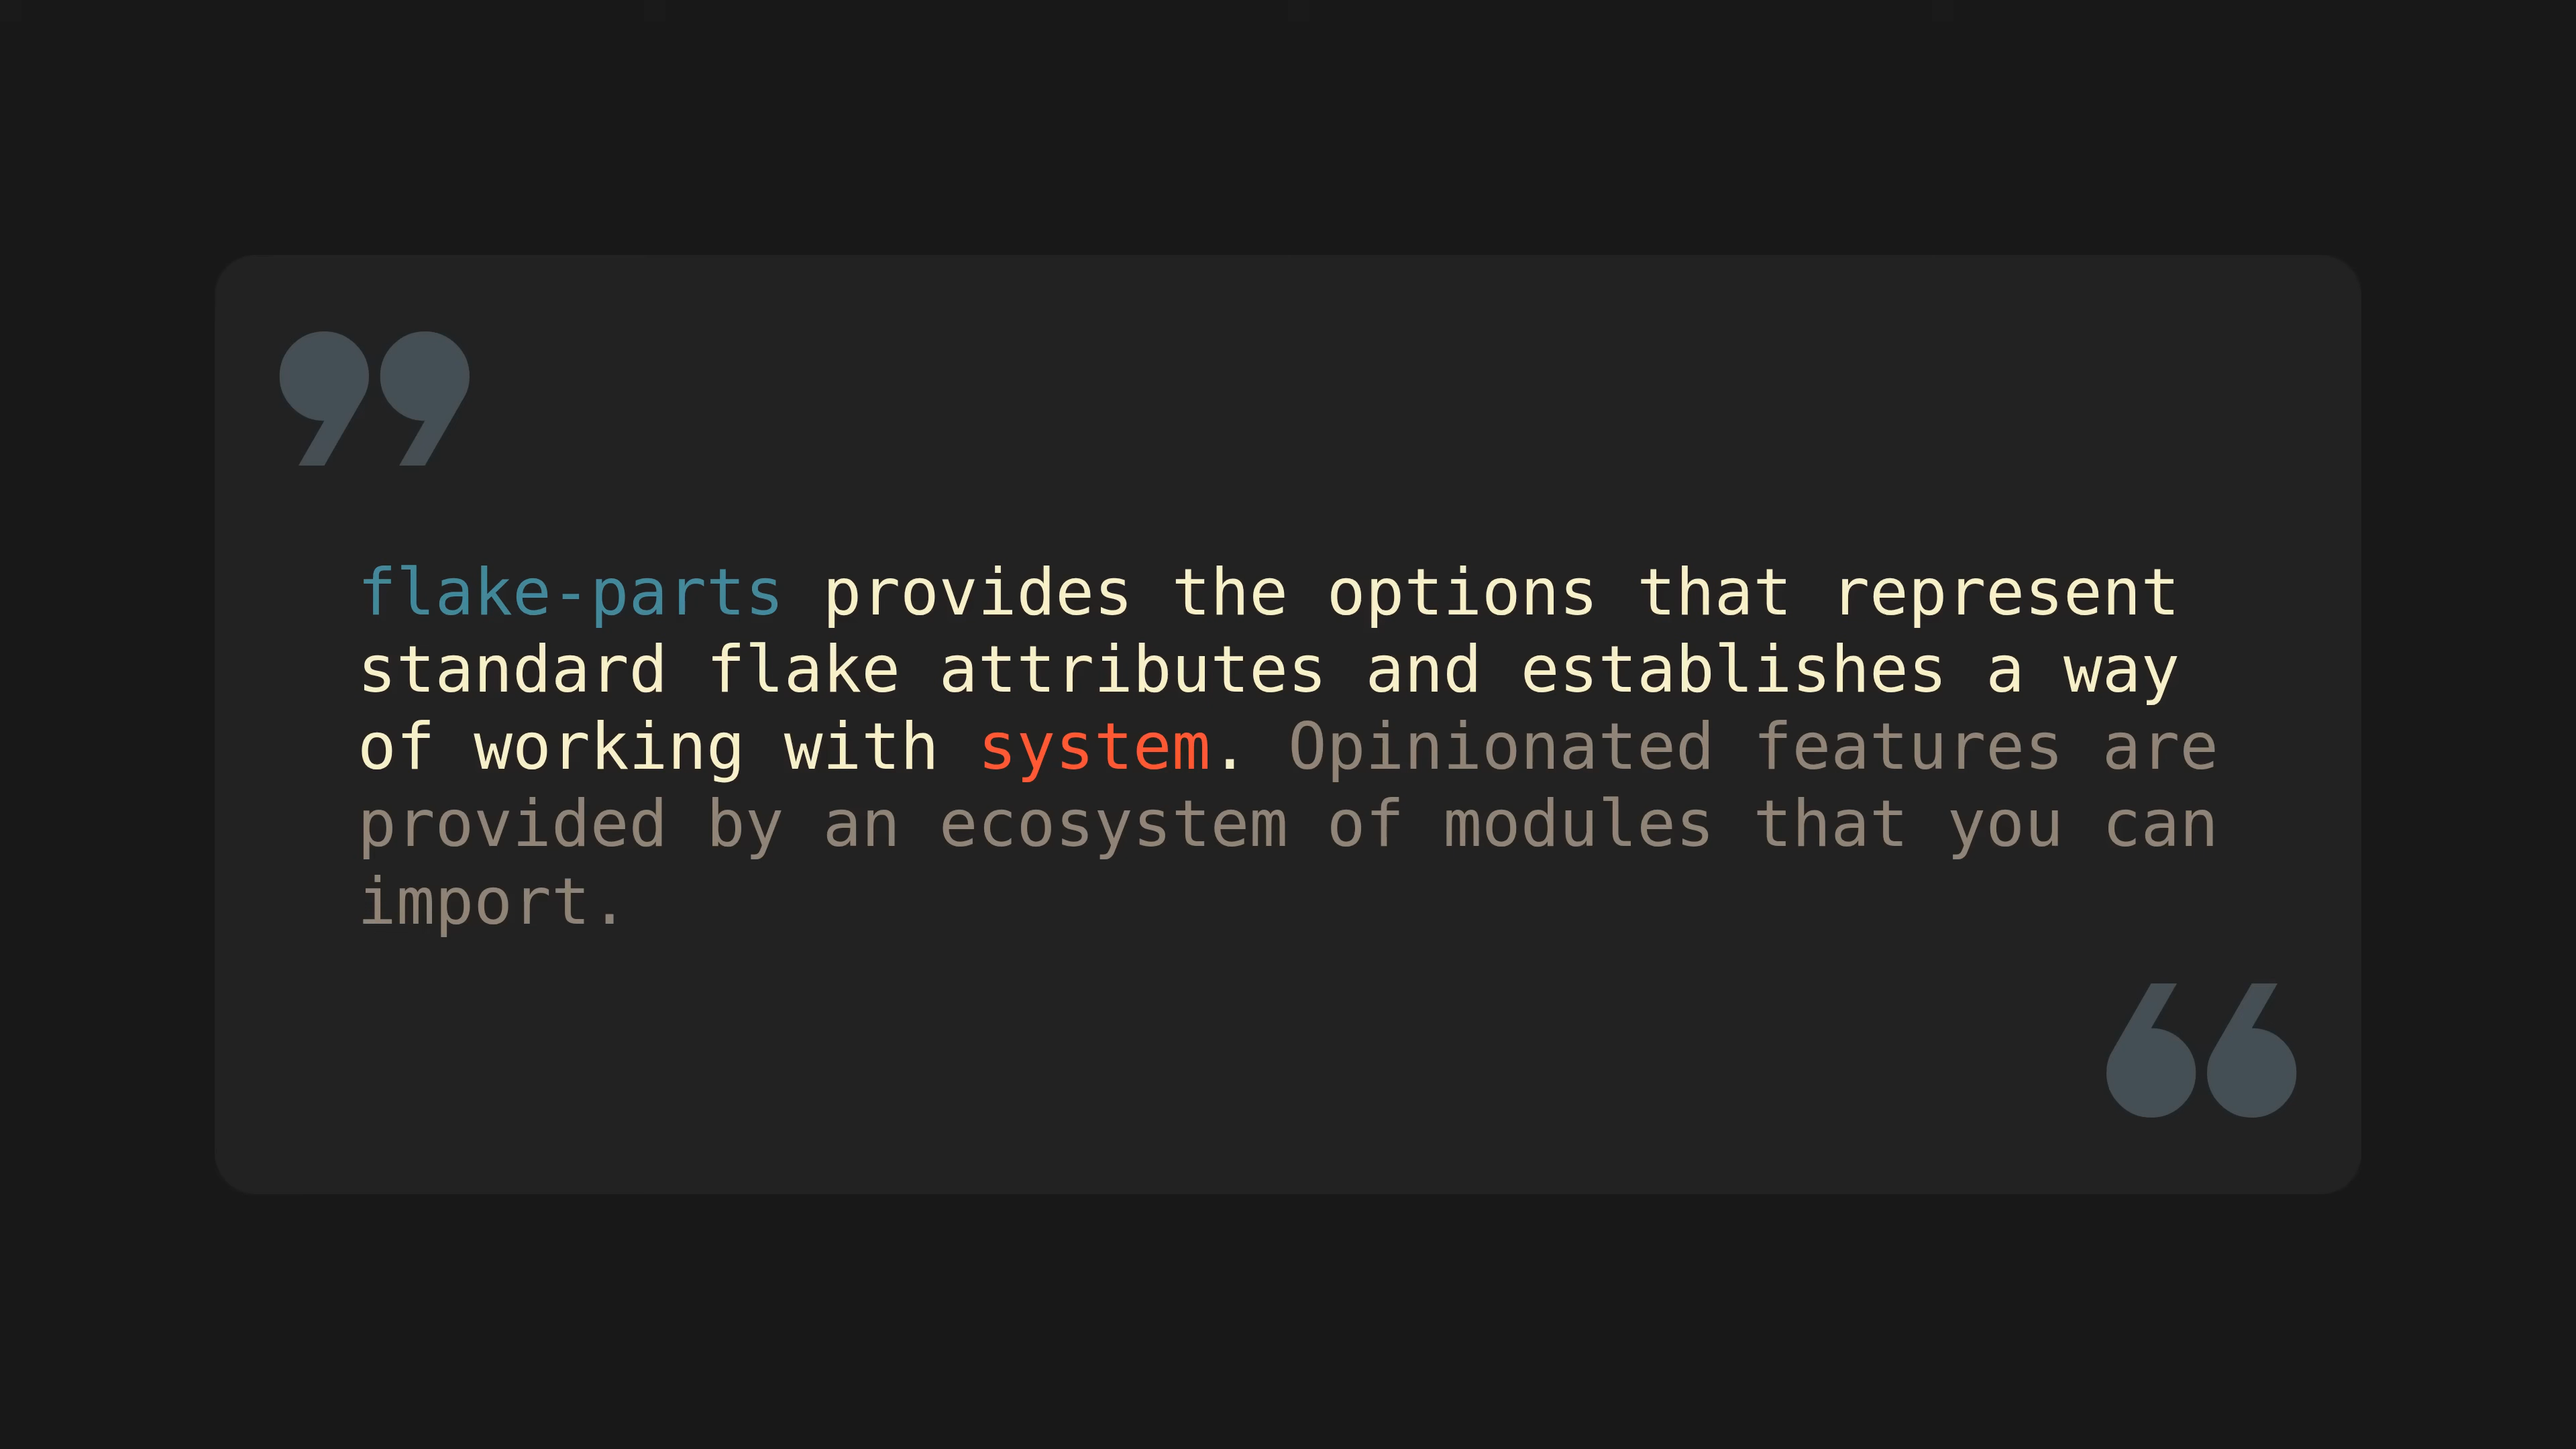 ”
flake-parts provides the options that represent
standard flake attributes and establishes a way
of working with system. Opinionated features are
provided by an ecosystem of modules that you can
import.
“